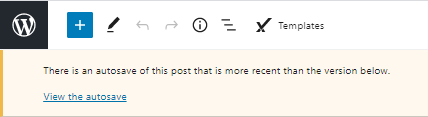 Templates
There is an autosave of this post that is more recent than the version below.
View the autosave